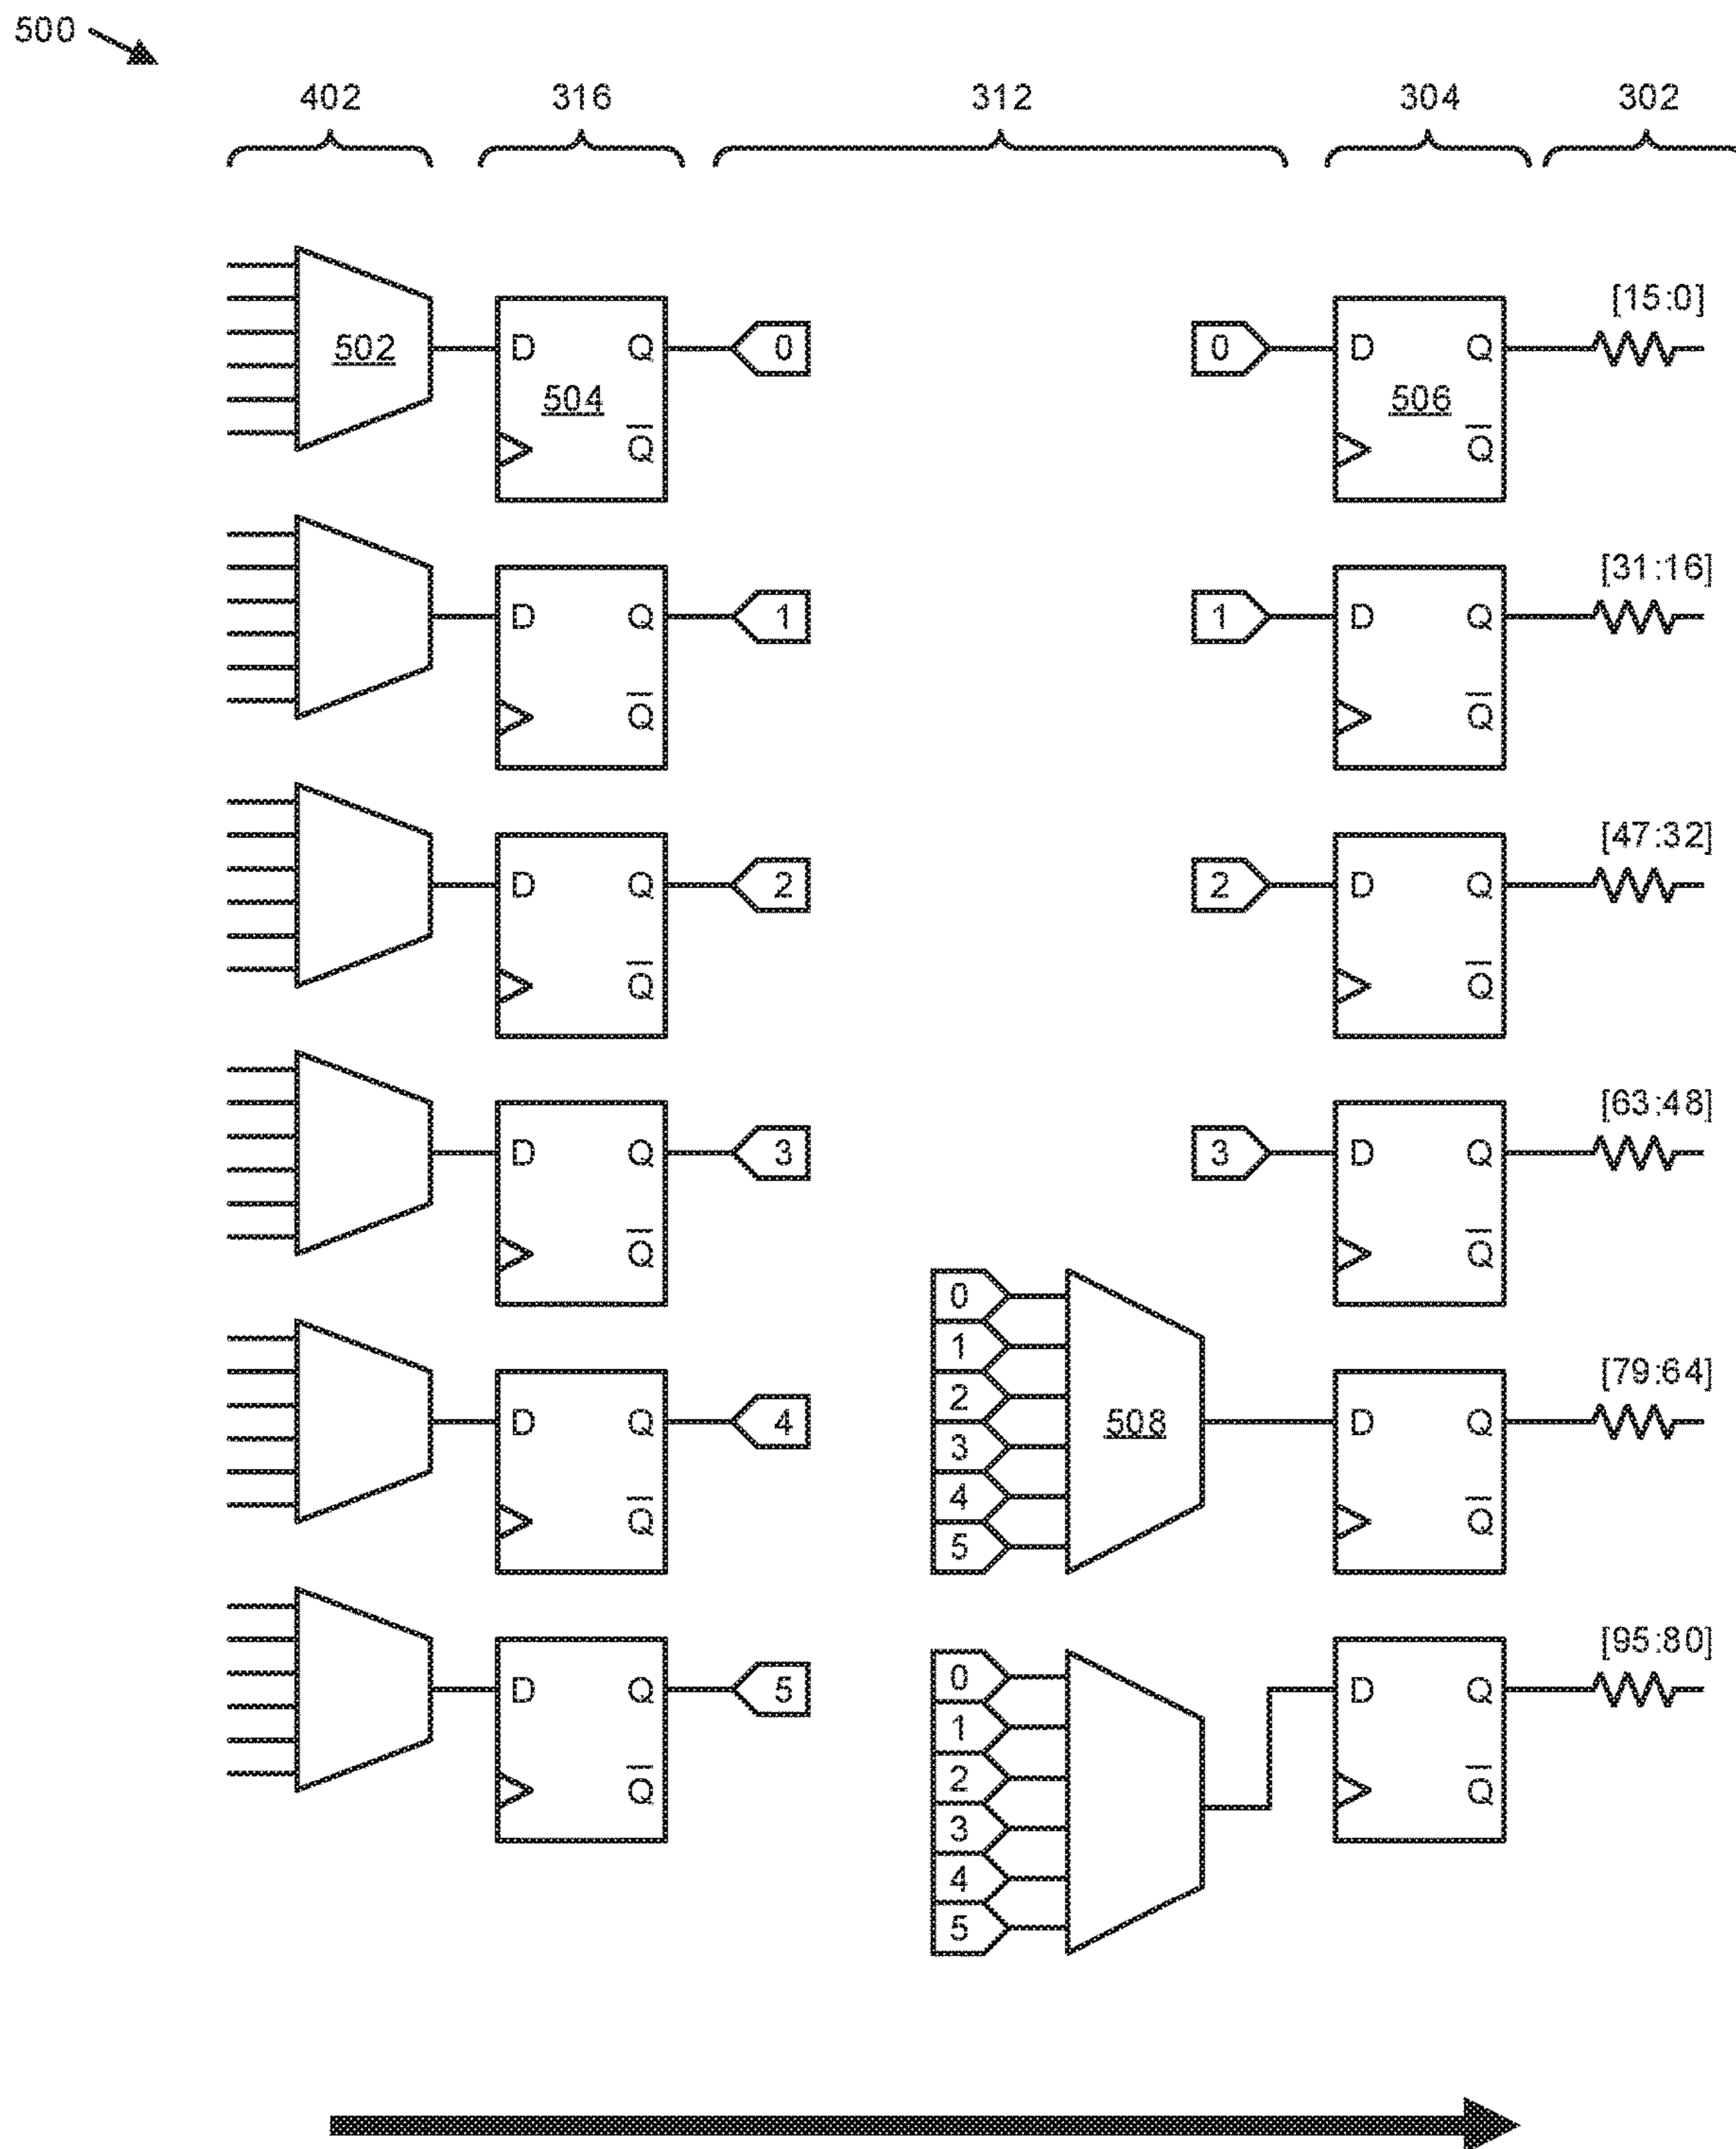 500
402 316 312 304 302
[15:0]
502 D Q 0 0 D Q
504 506
Q Q
[31:16]
D Q 1 1 D Q
Q Q
[47:32]
D Q 2 2 D Q
Q Q
[63:48]
D Q 3 3 D Q
Q Q
0
1
[79:64]
2
D Q 4 508 D Q
3
4
Q Q
5
[95:80]
0
D Q 5 D Q
1
2
Q Q
3
4
5